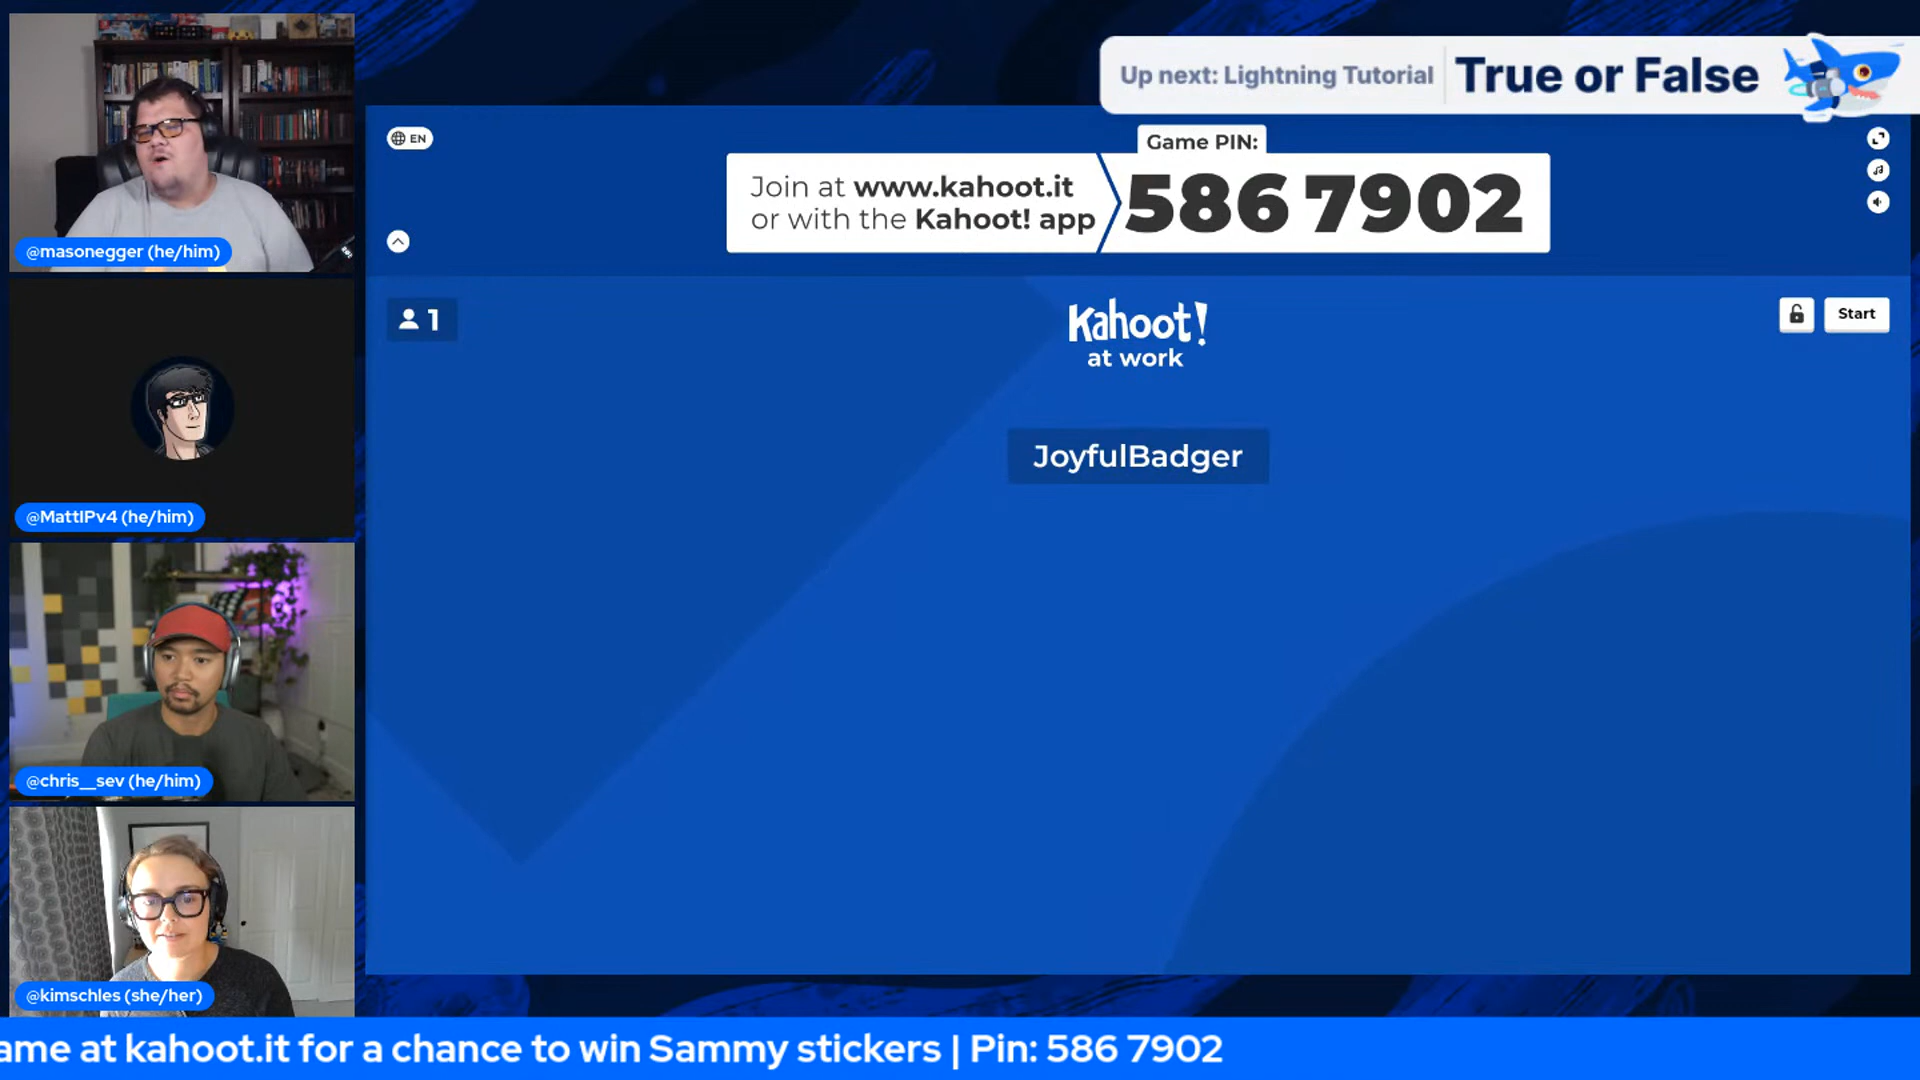 Up next: Lightning Tutorial
True or False
EN
Game PIN:
Join at www.kahoot.it
or with the Kahoot! app
586 7902
@masonegger (he/him)
1
Kahoot!
at work
Start
JoyfulBadger
@MattIPv4 (he/him)
@chris__sev (he/him)
@kimschles (she/her)
ame at kahoot.it for a chance to win Sammy stickers | Pin: 586 7902